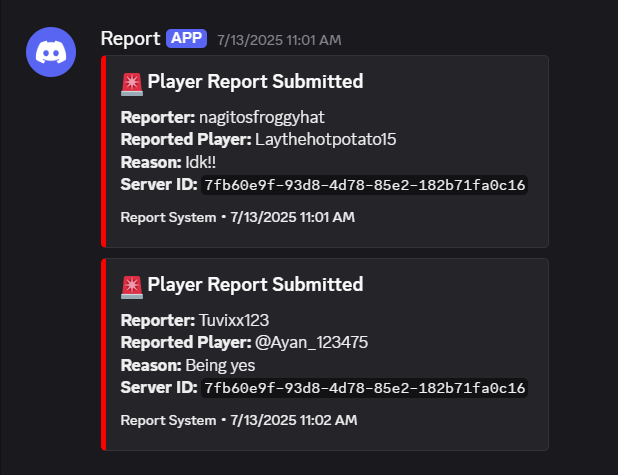 Report APP 7/13/2025 11:01 AM
Player Report Submitted
Reporter: nagitosfroggyhat
Reported Player: Laythehotpotato15
Reason: Idk!!
Server ID: 7fb60e9f-93d8-4d78-85e2-182b71fa0c16
Report System • 7/13/2025 11:01 AM
Player Report Submitted
Reporter: Tuvixx123
Reported Player: @Ayan_123475
Reason: Being yes
Server ID: 7fb60e9f-93d8-4d78-85e2-182b71fa0c16
Report System • 7/13/2025 11:02 AM